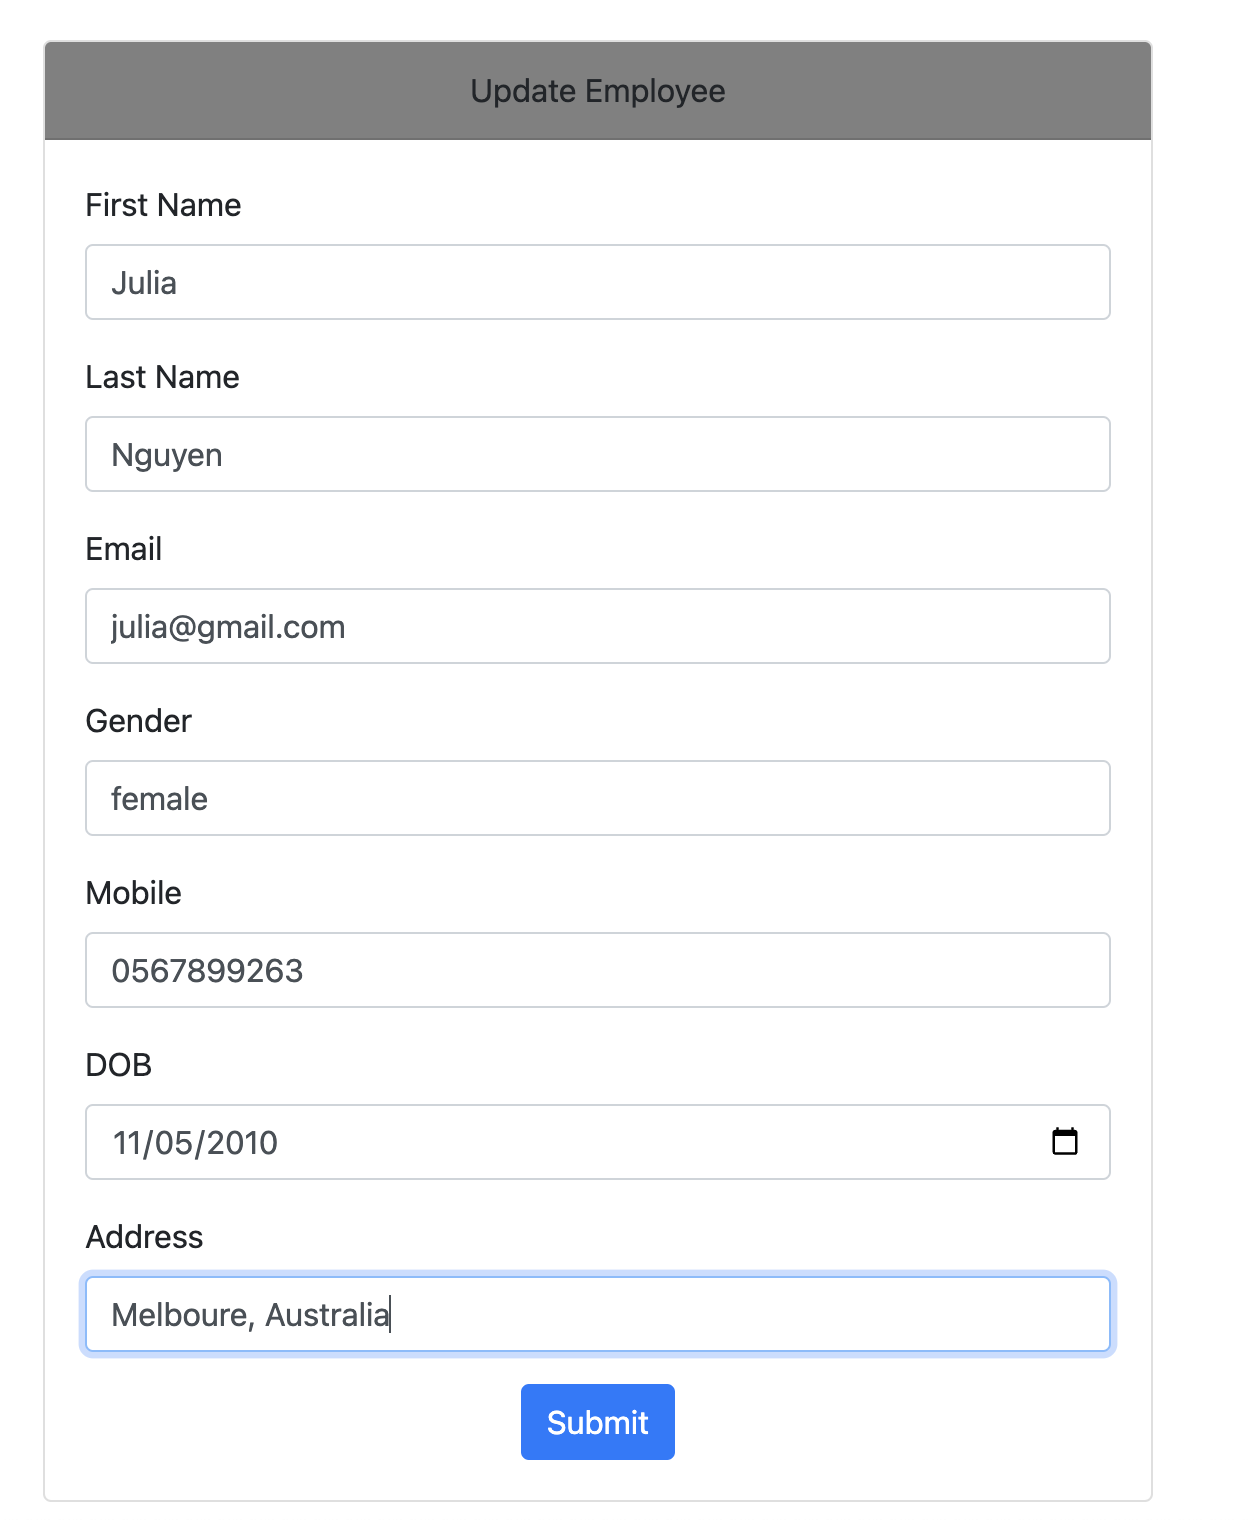 Update Employee
First Name
Julia
Last Name
Nguyen
Email
julia@gmail.com
Gender
female
Mobile
0567899263
DOB
11/05/2010
Address
Melboure, Australia
Submit